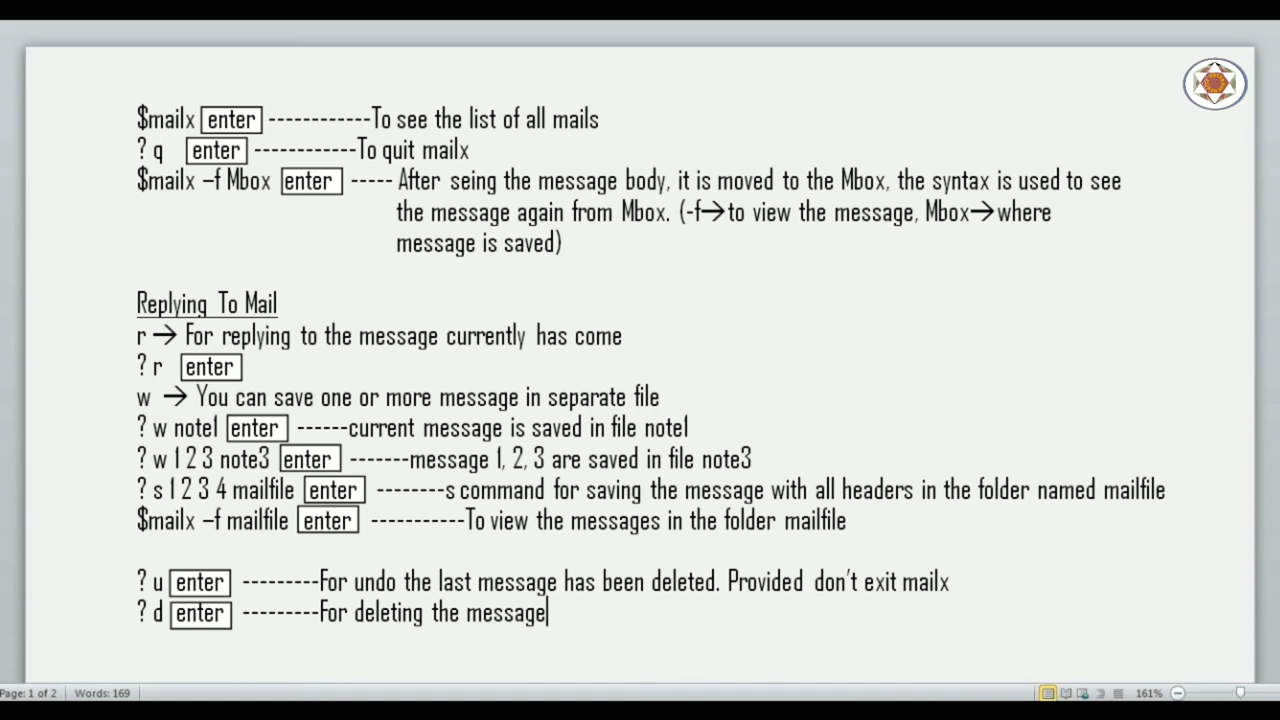 $mailx enter ------------To see the list of all mails
? q enter ------------To quit mailx
$mailx –f Mbox enter ----- After seing the message body, it is moved to the Mbox, the syntax is used to see
the message again from Mbox. (-f→to view the message, Mbox→where
message is saved)
Replying To Mail
r → For replying to the message currently has come
? r enter
w → You can save one or more message in separate file
? w note1 enter ------current message is saved in file note1
? w 1 2 3 note3 enter -------message 1, 2, 3 are saved in file note3
? s 1 2 3 4 mailfile enter --------s command for saving the message with all headers in the folder named mailfile
$mailx –f mailfile enter -----------To view the messages in the folder mailfile
? u enter ---------For undo the last message has been deleted. Provided don't exit mailx
? d enter ---------For deleting the message
Page: 1 of 2 Words: 169 161%